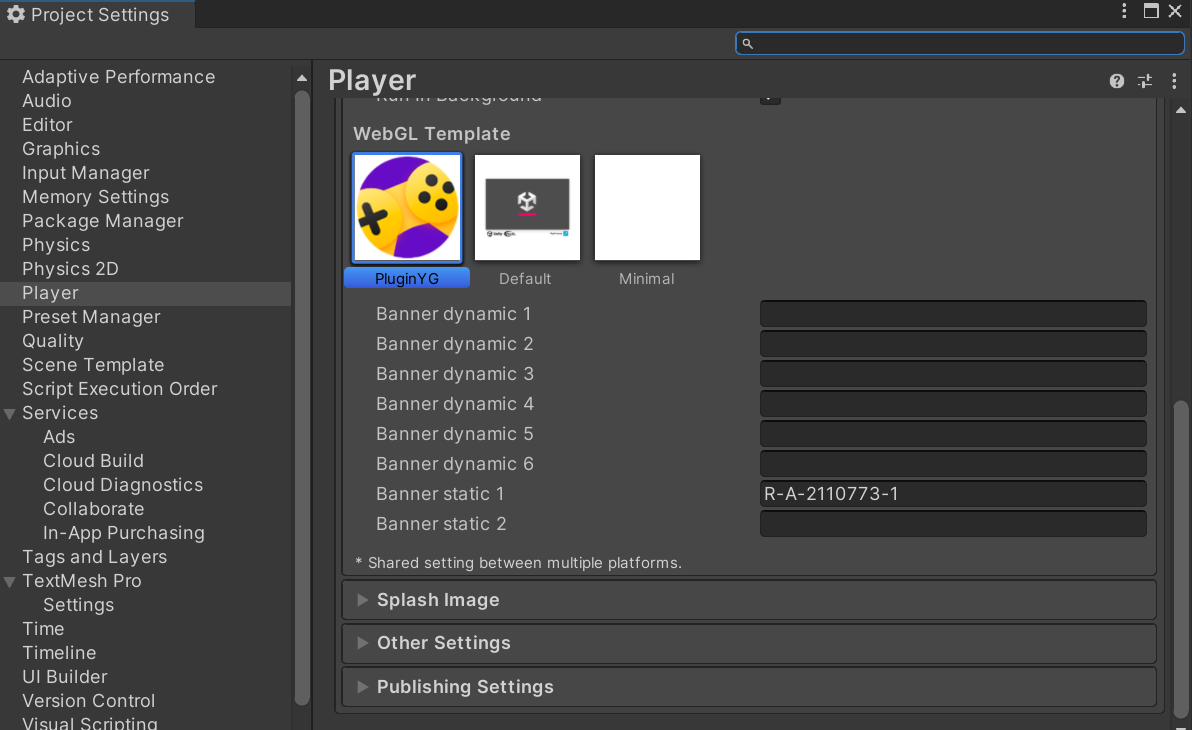 Project Settings
Adaptive Performance
Audio
Editor
Graphics
Input Manager
Memory Settings
Package Manager
Physics
Physics 2D
Player
Preset Manager
Quality
Scene Template
Script Execution Order
Services
Ads
Cloud Build
Cloud Diagnostics
Collaborate
In-App Purchasing
Tags and Layers
TextMesh Pro
Settings
Time
Timeline
UI Builder
Version Control
Visual Scripting
Player
Run In Background
WebGL Template
PluginYG
Default
Minimal
Banner dynamic 1
Banner dynamic 2
Banner dynamic 3
Banner dynamic 4
Banner dynamic 5
Banner dynamic 6
Banner static 1 R-A-2110773-1
Banner static 2
* Shared setting between multiple platforms.
Splash Image
Other Settings
Publishing Settings